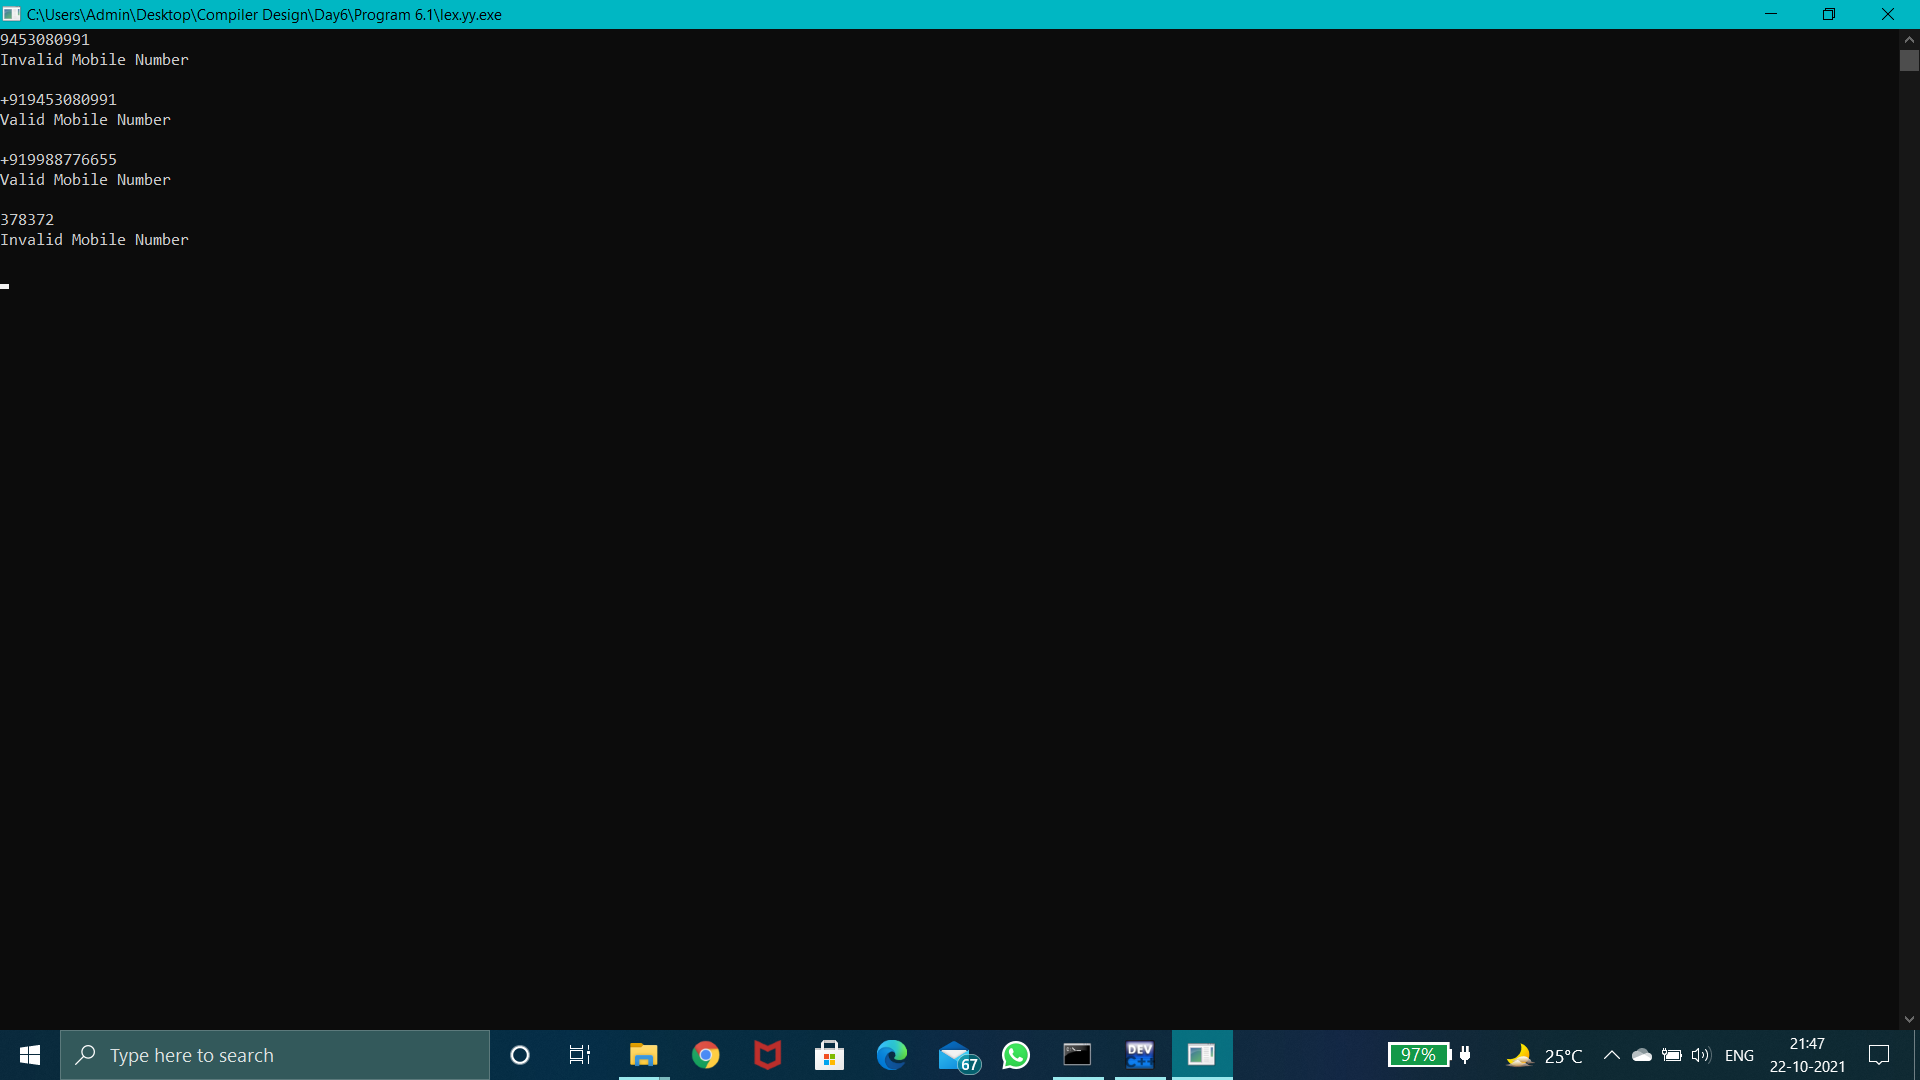 C:\Users\Admin\Desktop\Compiler Design\Day6\Program 6.1\lex.yy.exe
9453080991
Invalid Mobile Number
+919453080991
Valid Mobile Number
+919988776655
Valid Mobile Number
378372
Invalid Mobile Number
Type here to search
67
DEV
C++
97%
25°C
ENG
21:47
22-10-2021